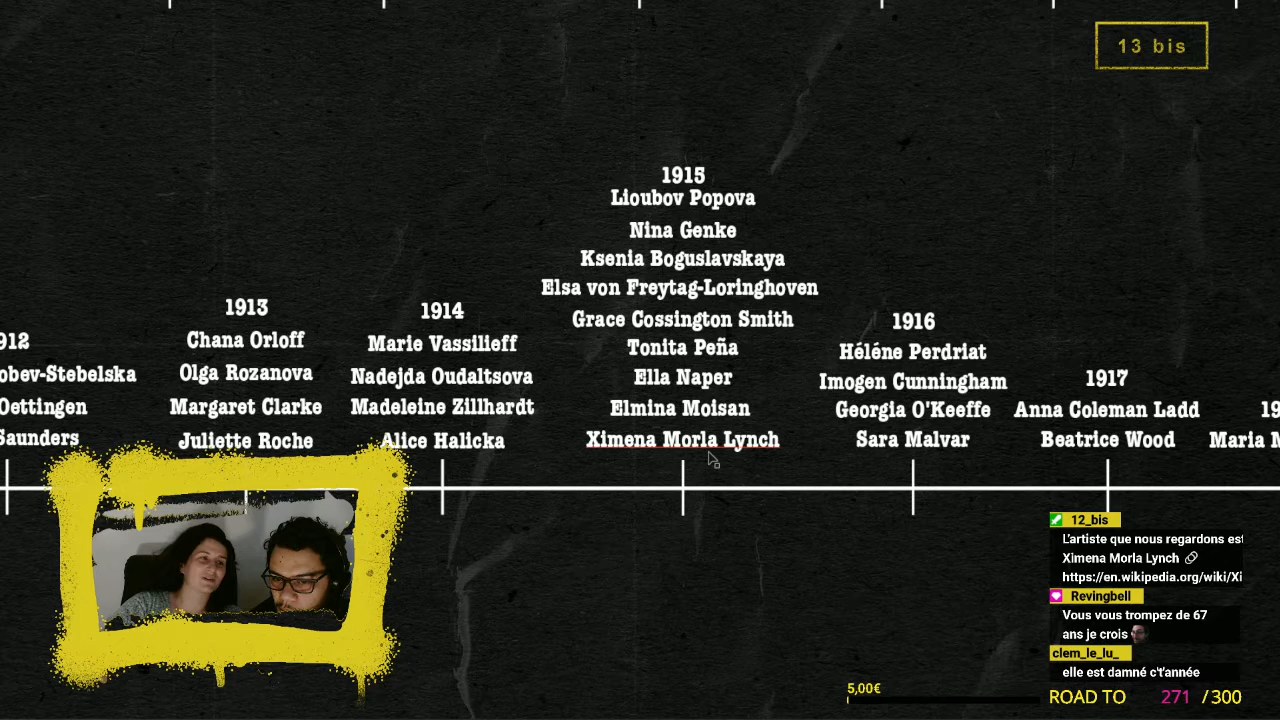 13 bis
1915
Lioubov Popova
Nina Genke
Ksenia Boguslavskaya
Elsa von Freytag-Loringhoven
Grace Cossington Smith
Tonita Peña
Ella Naper
Elmina Moisan
Ximena Morla Lynch
1913
Chana Orloff
Olga Rozanova
Margaret Clarke
Juliette Roche
1914
Marie Vassilieff
Nadejda Oudaltsova
Madeleine Zillhardt
Alice Halicka
1916
Héléne Perdriat
Imogen Cunningham
Georgia O'Keeffe
Sara Malvar
912
obev-Stebelska
Oettingen
Saunders
1917
Anna Coleman Ladd
Beatrice Wood
19
Maria M
12_bis
L'artiste que nous regardons est
Ximena Morla Lynch
https://en.wikipedia.org/wiki/Xi
Revingbell
Vous vous trompez de 67
ans je crois
clem_le_lu_
elle est damné c't'année
5,00€
ROAD TO 271 /300